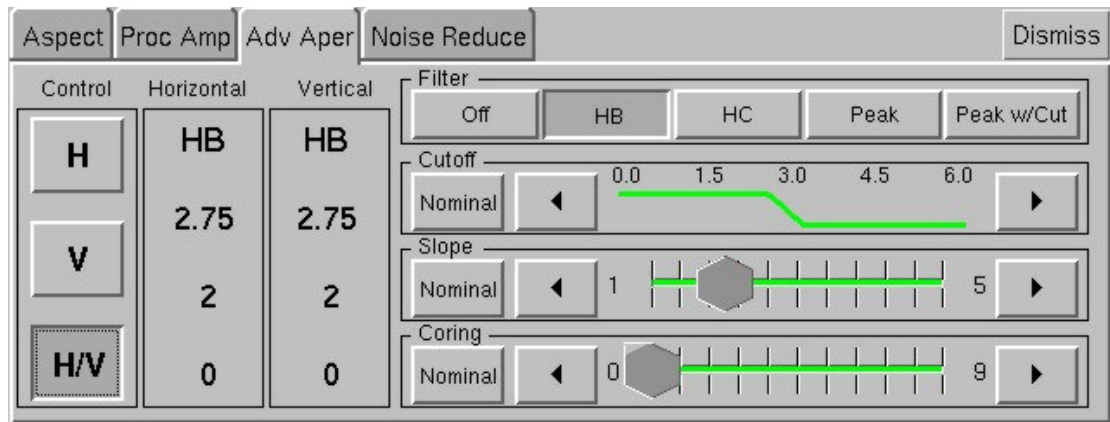 Aspect Proc Amp Adv Aper Noise Reduce Dismiss
Control Horizontal Vertical
H
V
H/V
HB
2.75
2
0
HB
2.75
2
0
Filter
Off HB HC Peak Peak w/Cut
Cutoff
Nominal 0.0 1.5 3.0 4.5 6.0
Slope
Nominal 1 5
Coring
Nominal 0 9